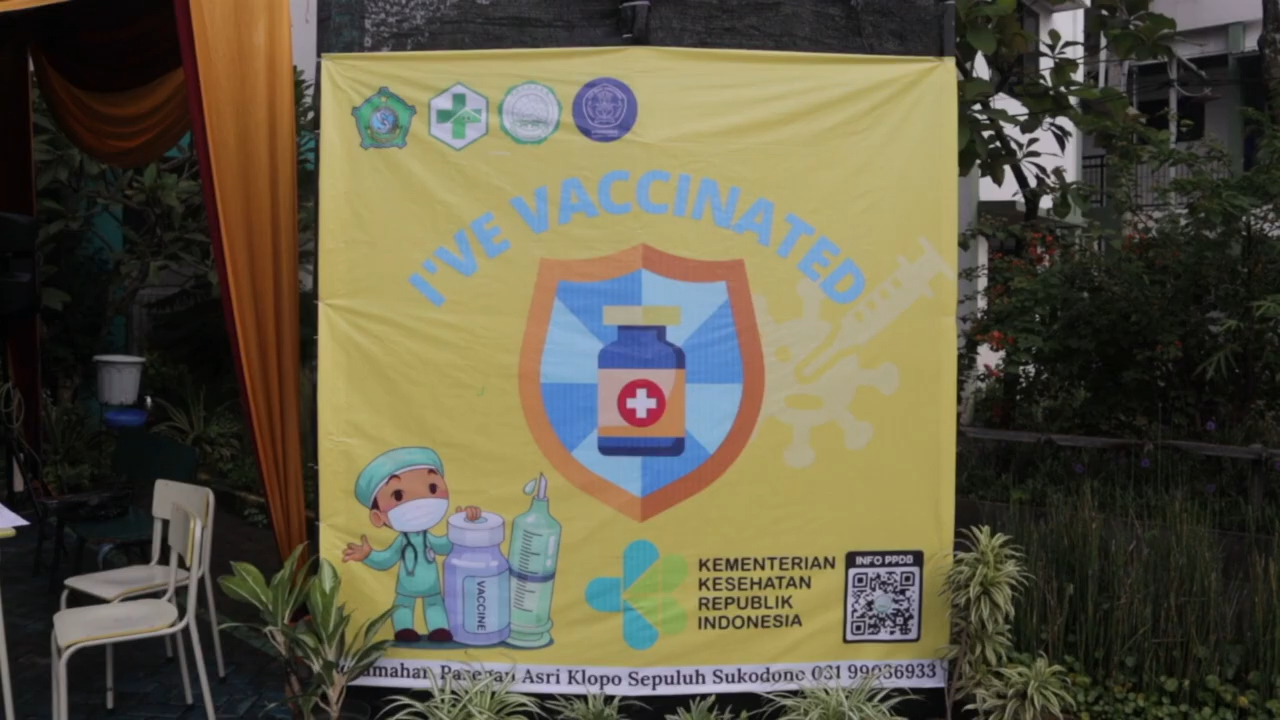 I'VE VACCINATED
VACCINE
KEMENTERIAN
KESEHATAN
REPUBLIK
INDONESIA
INFO PPDB
Asri Klopo Sepuluh Sukodono 031 99036933